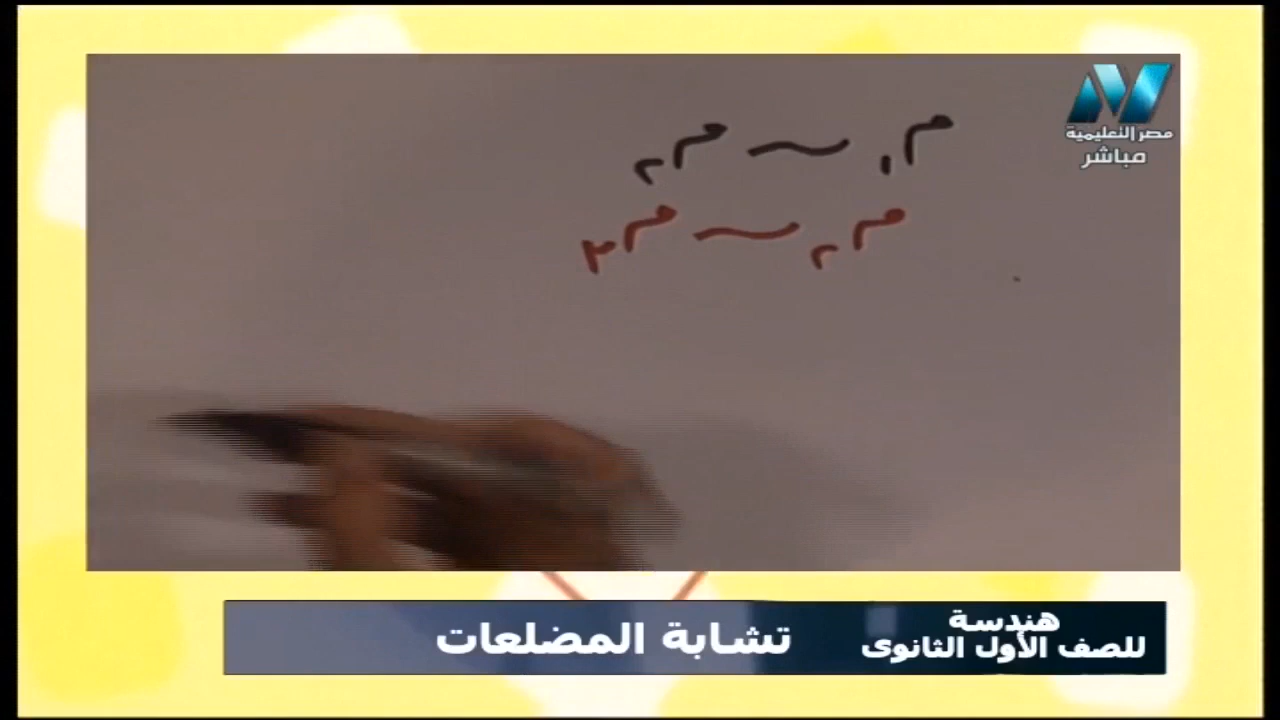 مصر التعليمية
مباشر
م١ ~ م٢
م٢ ~ م٣
هندسة
للصف الأول الثانوى
تشابة المضلعات